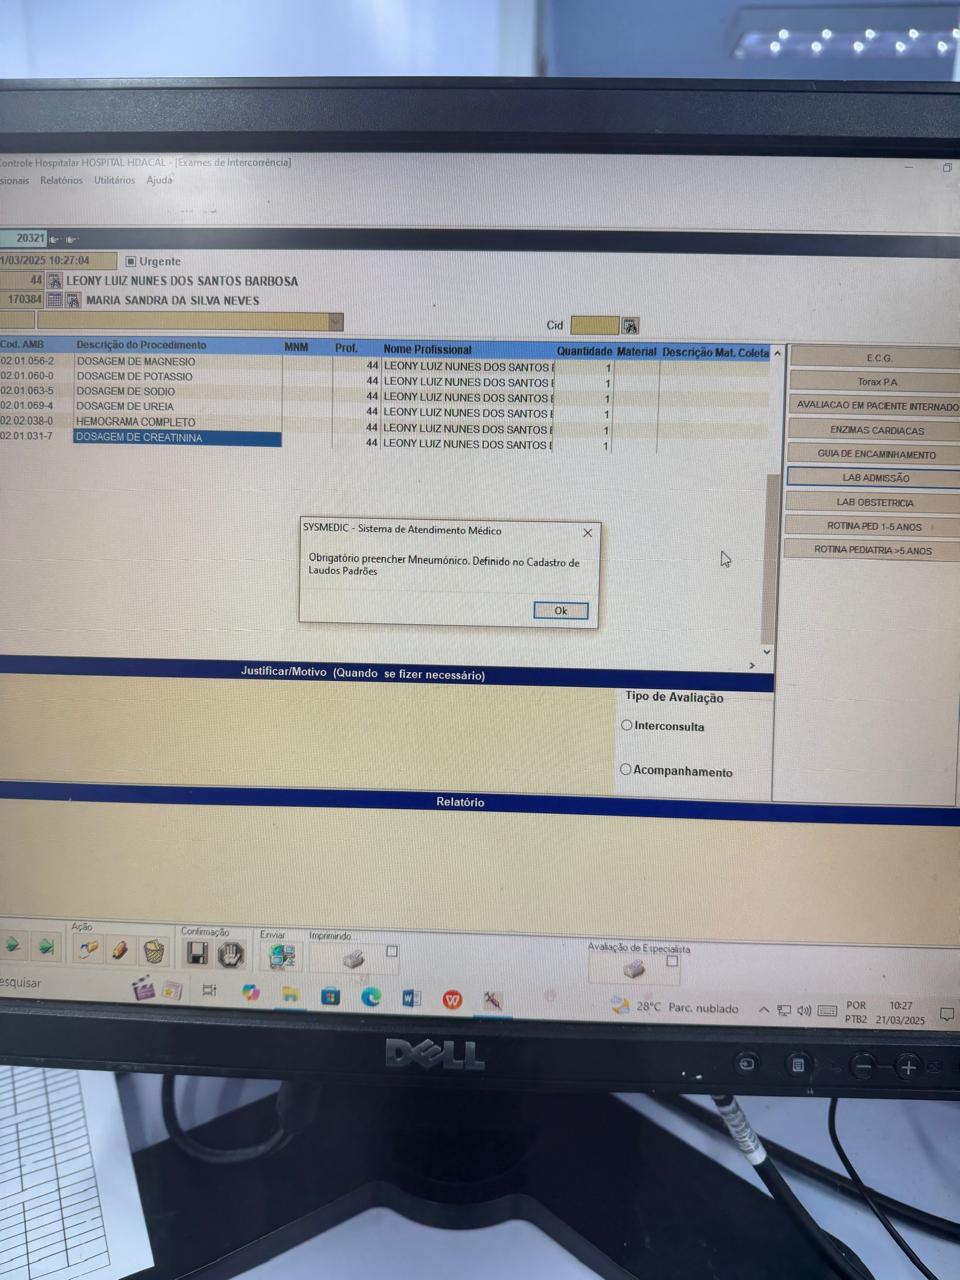 ontrole Hospitalar HOSPITAL HDACAL - [Exames de Intercorrência]
sionais Relatórios Utilitários Ajuda
20321
1/03/2025 10:27:04 Urgente
44 LEONY LUIZ NUNES DOS SANTOS BARBOSA
170384 MARIA SANDRA DA SILVA NEVES
Cid
Cod. AMB Descrição do Procedimento MNM Prof. Nome Profissional Quantidade Material Descrição Mat. Coleta
02.01.056-2 DOSAGEM DE MAGNESIO 44 LEONY LUIZ NUNES DOS SANTOS E 1
02.01.060-0 DOSAGEM DE POTASSIO 44 LEONY LUIZ NUNES DOS SANTOS E 1
02.01.063-5 DOSAGEM DE SODIO 44 LEONY LUIZ NUNES DOS SANTOS E 1
02.01.069-4 DOSAGEM DE UREIA 44 LEONY LUIZ NUNES DOS SANTOS E 1
02.02.038-0 HEMOGRAMA COMPLETO 44 LEONY LUIZ NUNES DOS SANTOS E 1
02.01.031-7 DOSAGEM DE CREATININA 44 LEONY LUIZ NUNES DOS SANTOS E 1
E.C.G.
Torax P.A.
AVALIACAO EM PACIENTE INTERNADO
ENZIMAS CARDIACAS
GUIA DE ENCAMINHAMENTO
LAB ADMISSÃO
LAB OBSTETRICIA
ROTINA PED 1-5 ANOS
ROTINA PEDIATRIA >5 ANOS
SYSMEDIC - Sistema de Atendimento Médico
Obrigatório preencher Mneumónico. Definido no Cadastro de
Laudos Padrões
Ok
Justificar/Motivo (Quando se fizer necessário)
Tipo de Avaliação
Interconsulta
Acompanhamento
Relatório
Ação Confirmação Enviar Imprimindo Avaliação de Especialista
esquisar
28°C Parc. nublado
POR
PTB2
10:27
21/03/2025
DELL